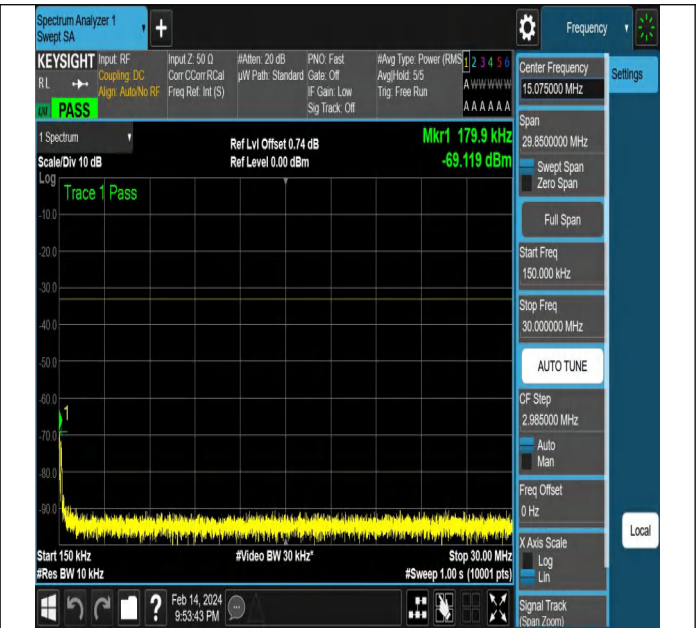 Spectrum Analyzer 1
Swept SA
+
Frequency
KEYSIGHT
Input: RF
Input Z: 50 Ω
#Atten: 20 dB
PNO: Fast
#Avg Type: Power (RMS
1 2 3 4 5 6
RL
Coupling: DC
Corr CCorr RCal
µW Path: Standard
Gate: Off
Avg|Hold: 5/5
A W W W W W
Align: Auto/No RF
Freq Ref: Int (S)
IF Gain: Low
Trig: Free Run
Sig Track: Off
A A A A A A
PASS
1 Spectrum
Ref Lvl Offset 0.74 dB
Mkr1 179.9 kHz
Scale/Div 10 dB
Ref Level 0.00 dBm
-69.119 dBm
Log
Trace 1 Pass
-10.0
-20.0
-40.0
-50.0
-60.0
1
-70.0
-80.0
-90.0
Start 150 kHz
#Video BW 30 kHz*
Stop 30.00 MHz
#Res BW 10 kHz
#Sweep 1.00 s (10001 pts)
?
Feb 14, 2024
9:53:43 PM
Center Frequency
15.075000 MHz
Settings
Span
29.8500000 MHz
Swept Span
Zero Span
Full Span
Start Freq
150.000 kHz
Stop Freq
30.000000 MHz
AUTO TUNE
CF Step
2.985000 MHz
Auto
Man
Freq Offset
0 Hz
Local
X Axis Scale
Log
Lin
Signal Track
(Span Zoom)